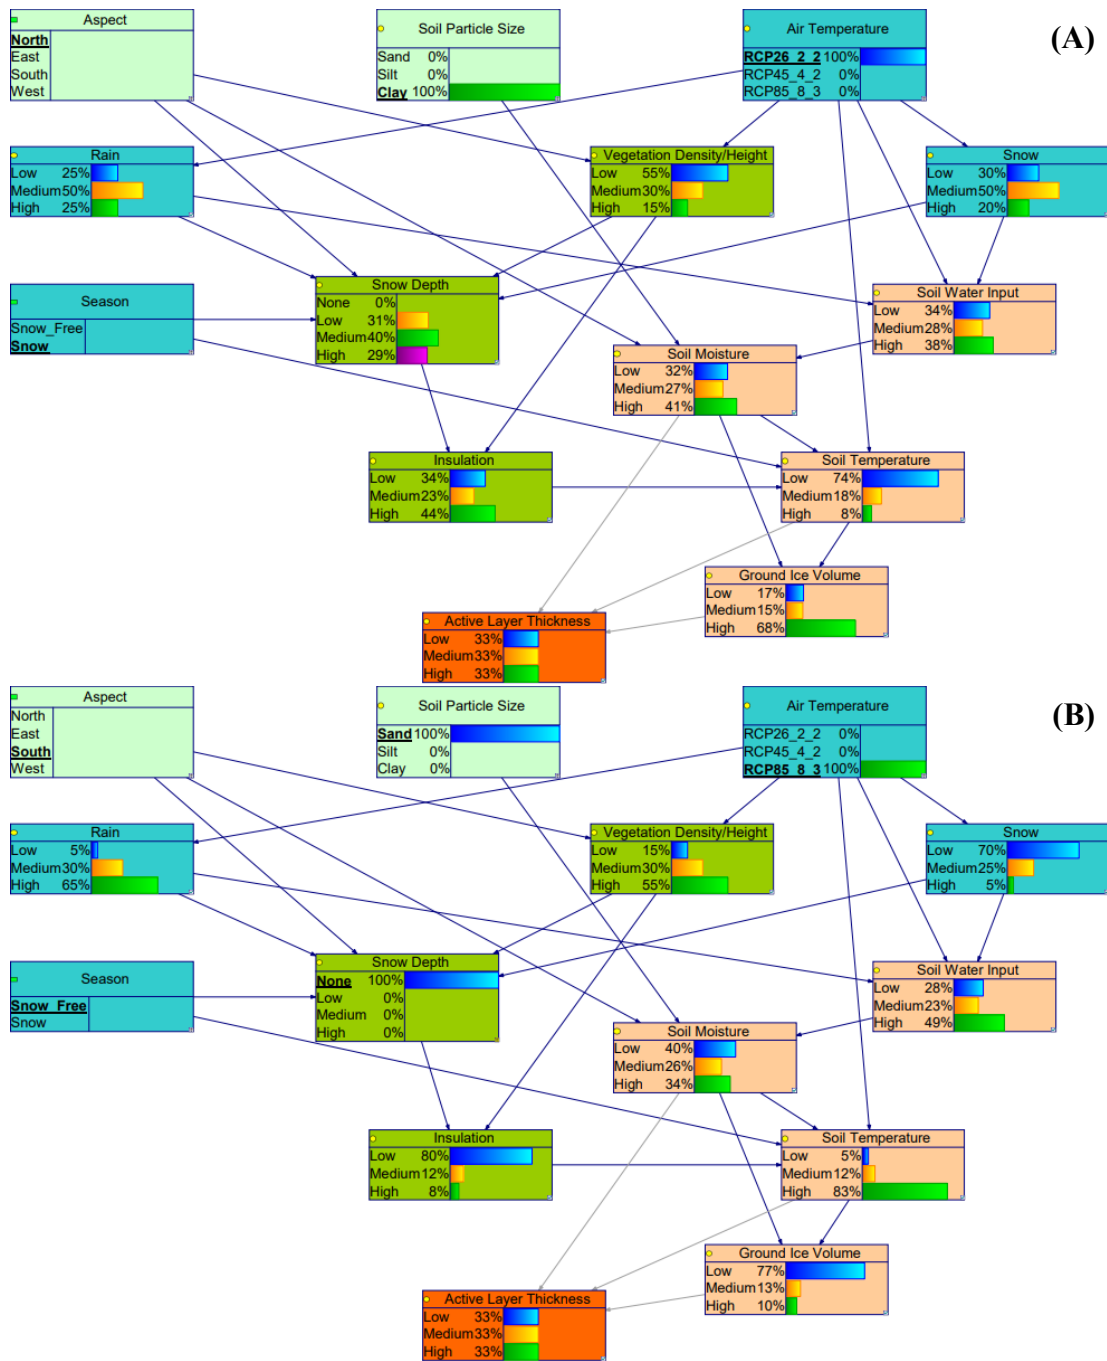 Aspect
North
East
South
West
Soil Particle Size
Sand 0%
Silt 0%
Clay 100%
Air Temperature
RCP26_2_2 100%
RCP45_4_2 0%
RCP85_8_3 0%
(A)
Rain
Low 25%
Medium 50%
High 25%
Vegetation Density/Height
Low 55%
Medium 30%
High 15%
Snow
Low 30%
Medium 50%
High 20%
Season
Snow_Free
Snow
Snow Depth
None 0%
Low 31%
Medium 40%
High 29%
Soil Water Input
Low 34%
Medium 28%
High 38%
Soil Moisture
Low 32%
Medium 27%
High 41%
Insulation
Low 34%
Medium 23%
High 44%
Soil Temperature
Low 74%
Medium 18%
High 8%
Ground Ice Volume
Low 17%
Medium 15%
High 68%
Active Layer Thickness
Low 33%
Medium 33%
High 33%
Aspect
North
East
South
West
Soil Particle Size
Sand 100%
Silt 0%
Clay 0%
Air Temperature
RCP26_2_2 0%
RCP45_4_2 0%
RCP85_8_3 100%
(B)
Rain
Low 5%
Medium 30%
High 65%
Vegetation Density/Height
Low 15%
Medium 30%
High 55%
Snow
Low 70%
Medium 25%
High 5%
Season
Snow_Free
Snow
Snow Depth
None 100%
Low 0%
Medium 0%
High 0%
Soil Water Input
Low 28%
Medium 23%
High 49%
Soil Moisture
Low 40%
Medium 26%
High 34%
Insulation
Low 80%
Medium 12%
High 8%
Soil Temperature
Low 5%
Medium 12%
High 83%
Ground Ice Volume
Low 77%
Medium 13%
High 10%
Active Layer Thickness
Low 33%
Medium 33%
High 33%